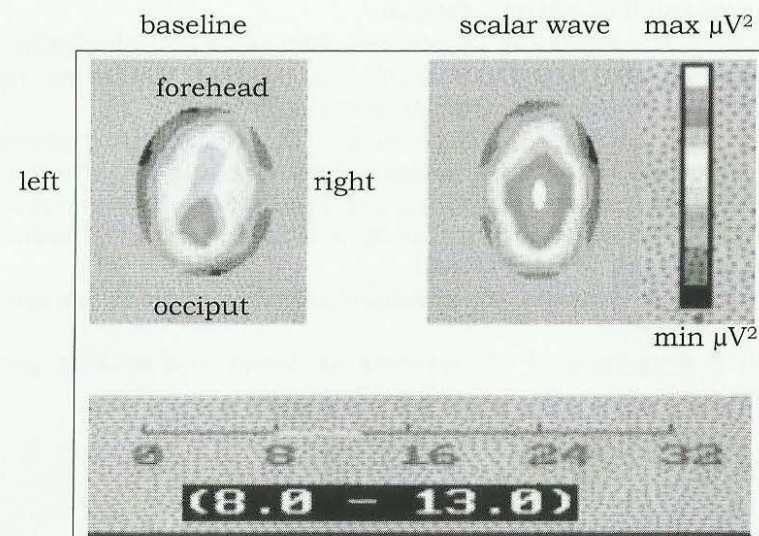 baseline scalar wave max µV²
forehead
left right
occiput
min µV²
0 8 16 24 32
(8.0 - 13.0)